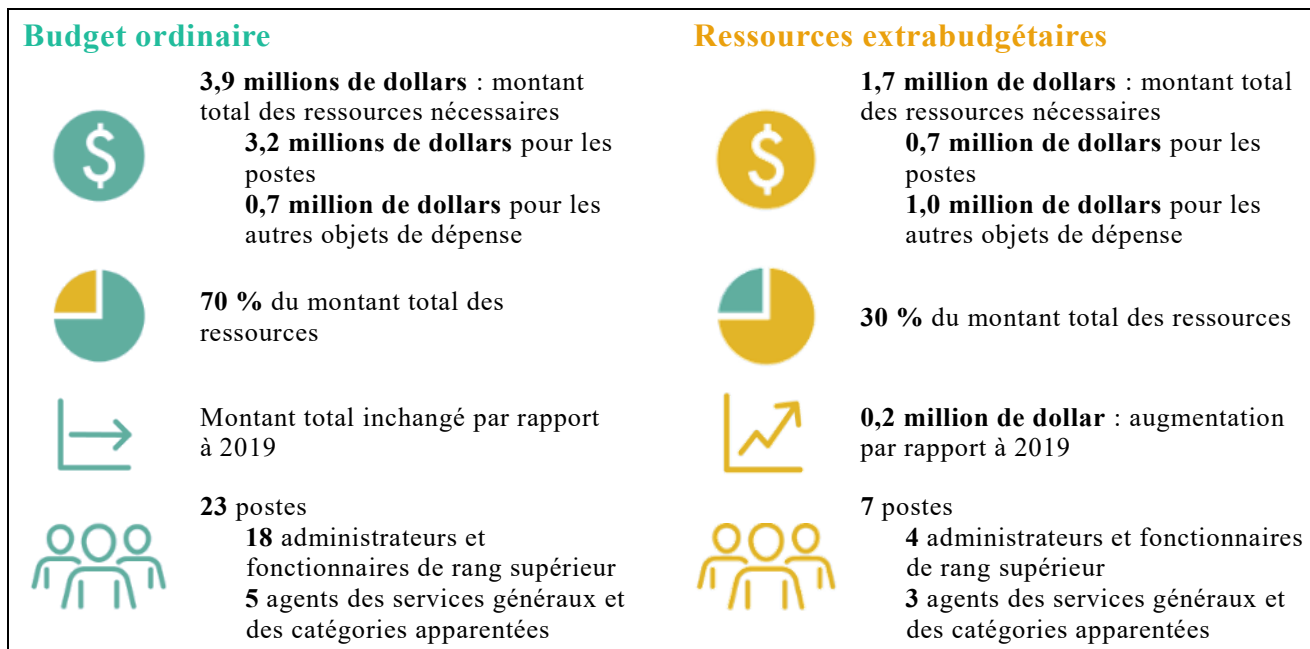 Budget ordinaire
3,9 millions de dollars : montant
total des ressources nécessaires
3,2 millions de dollars pour les
postes
0,7 million de dollars pour les
autres objets de dépense
70 % du montant total des
ressources
Montant total inchangé par rapport
à 2019
23 postes
18 administrateurs et
fonctionnaires de rang supérieur
5 agents des services généraux et
des catégories apparentées
Ressources extrabudgétaires
1,7 million de dollars : montant total
des ressources nécessaires
0,7 million de dollars pour les
postes
1,0 million de dollars pour les
autres objets de dépense
30 % du montant total des ressources
0,2 million de dollar : augmentation
par rapport à 2019
7 postes
4 administrateurs et fonctionnaires
de rang supérieur
3 agents des services généraux et
des catégories apparentées